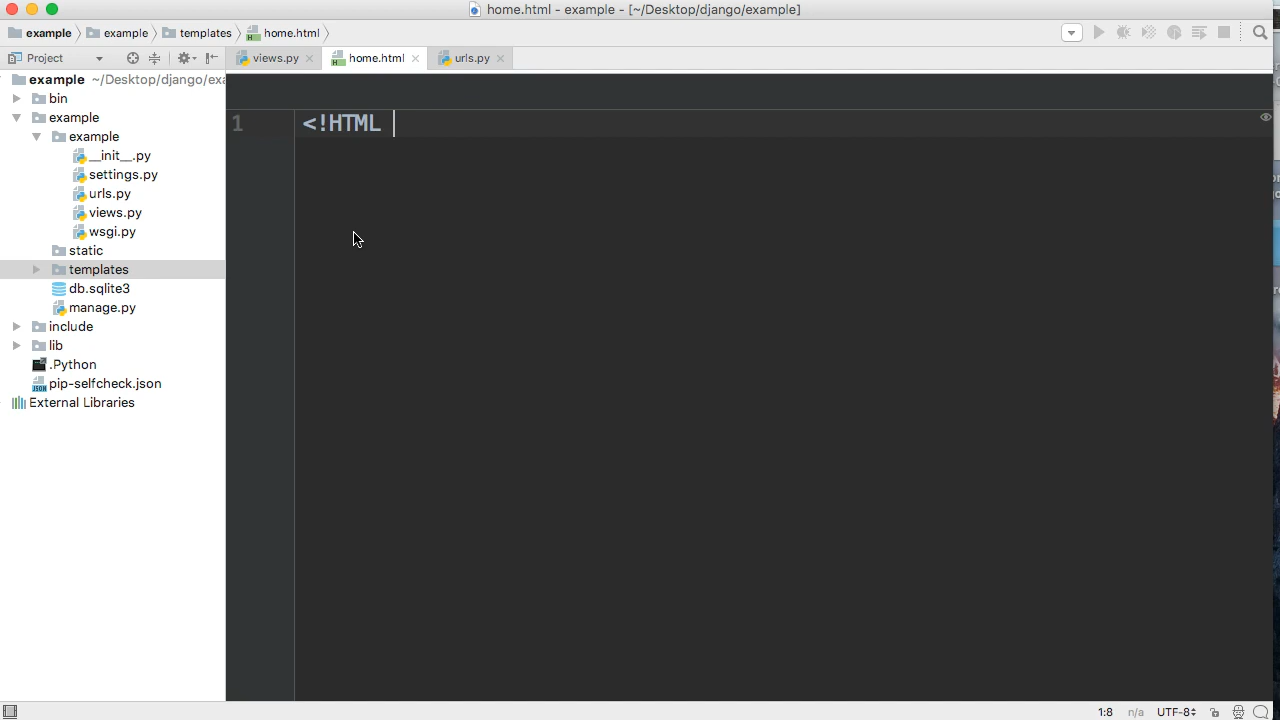 home.html - example - [~/Desktop/django/example]
example example templates home.html
Project
views.py home.html urls.py
example ~/Desktop/django/exa
bin
example
example
__init__.py
settings.py
urls.py
views.py
wsgi.py
static
templates
db.sqlite3
manage.py
include
lib
.Python
pip-selfcheck.json
External Libraries
1 <!HTML
1:8 n/a UTF-8